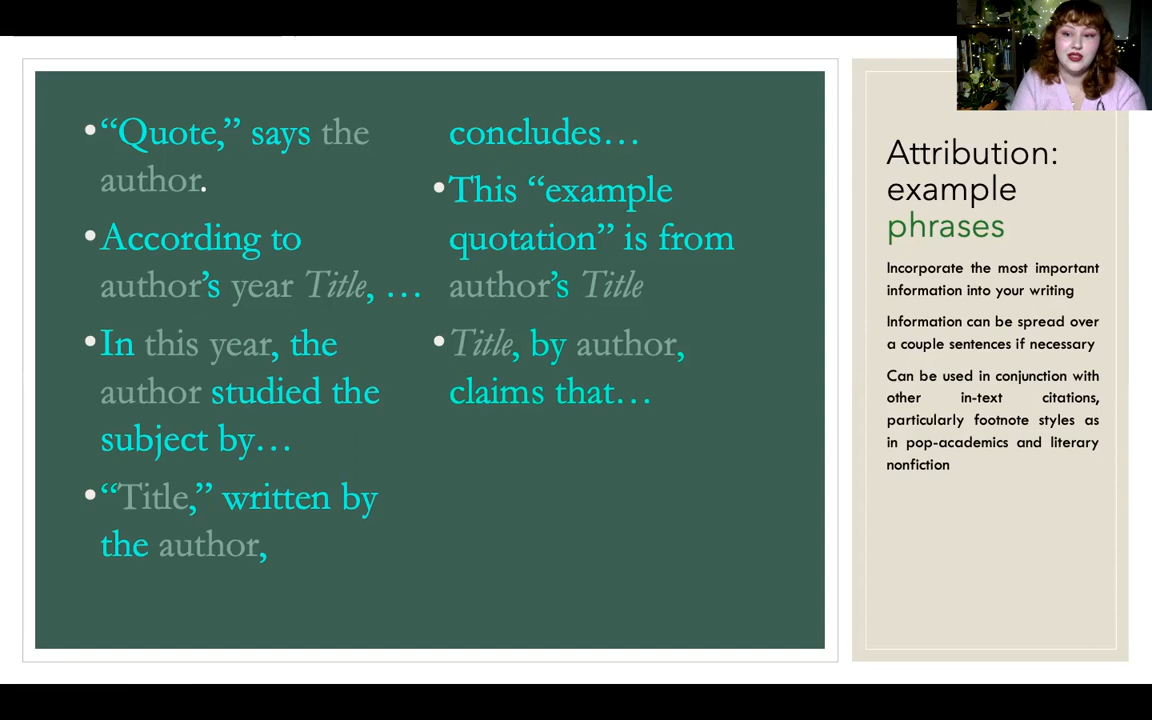 •“Quote,” says the
author.
•According to
author’s year Title, …
•In this year, the
author studied the
subject by…
•“Title,” written by
the author,
concludes…
•This “example
quotation” is from
author’s Title
•Title, by author,
claims that…
Attribution:
example
phrases
Incorporate the most important
information into your writing
Information can be spread over
a couple sentences if necessary
Can be used in conjunction with
other in-text citations,
particularly footnote styles as
in pop-academics and literary
nonfiction